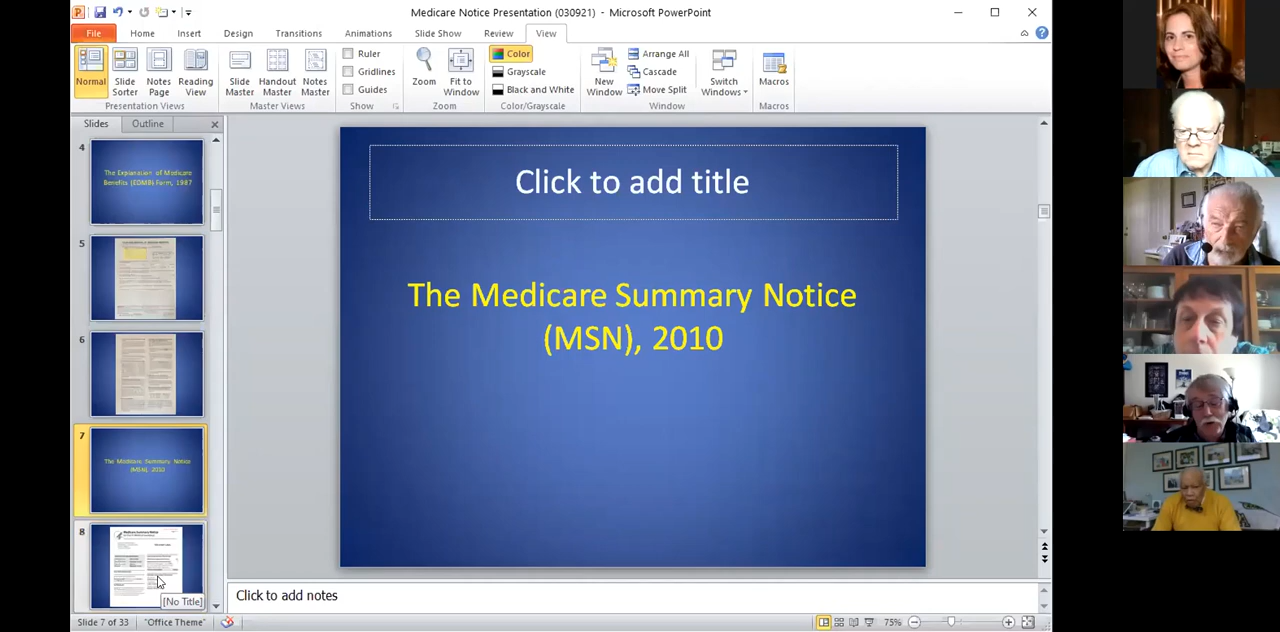 Medicare Notice Presentation (030921) - Microsoft PowerPoint
File Home Insert Design Transitions Animations Slide Show Review View
Normal
Slide Sorter
Notes Page
Reading View
Presentation Views
Slide Master
Handout Master
Notes Master
Master Views
Ruler
Gridlines
Guides
Show
Zoom
Fit to Window
Zoom
Color
Grayscale
Black and White
Color/Grayscale
New Window
Arrange All
Cascade
Move Split
Switch Windows
Window
Macros
Macros
Slides Outline
4
The Explanation of Medicare
Benefits (EOMB) Form, 1987
5
6
7
The Medicare Summary Notice
(MSN), 2010
8
Medicare Summary Notice
[No Title]
Click to add title
The Medicare Summary Notice
(MSN), 2010
Click to add notes
Slide 7 of 33 "Office Theme" 75%